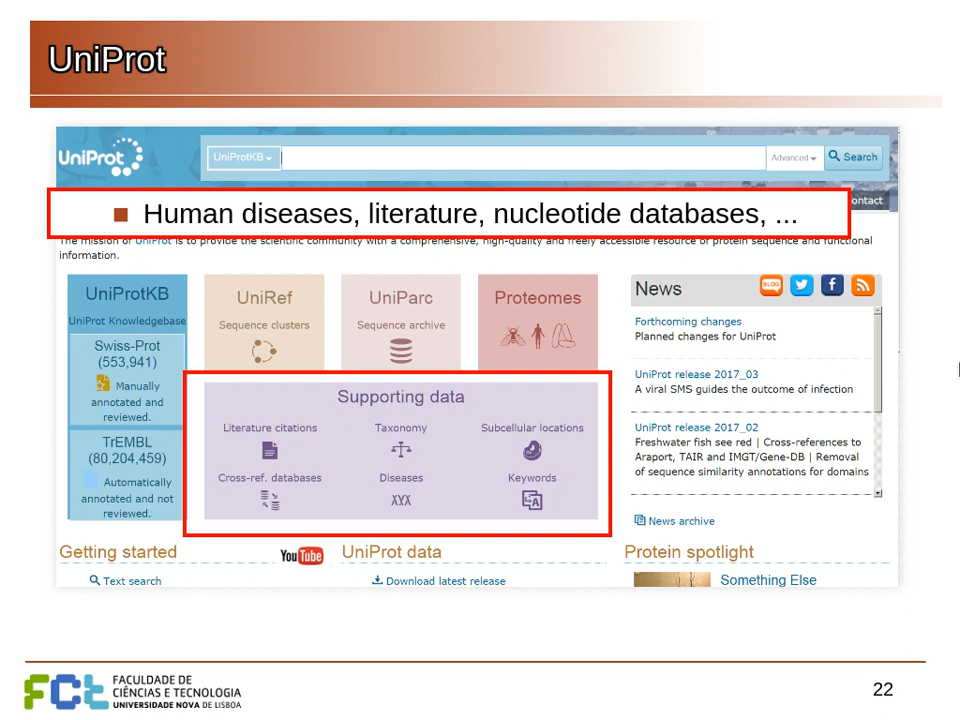 UniProt
UniProt
UniProtKB
Advanced
Search
ontact
■ Human diseases, literature, nucleotide databases, ...
The mission of UniProt is to provide the scientific community with a comprehensive, high-quality and freely accessible resource of protein sequence and functional
information.
UniProtKB
UniProt Knowledgebase
Swiss-Prot
(553,941)
Manually
annotated and
reviewed.
TrEMBL
(80,204,459)
Automatically
annotated and not
reviewed.
UniRef
Sequence clusters
UniParc
Sequence archive
Proteomes
Supporting data
Literature citations
Taxonomy
Subcellular locations
Cross-ref. databases
Diseases
Keywords
News
BLOG
Forthcoming changes
Planned changes for UniProt
UniProt release 2017_03
A viral SMS guides the outcome of infection
UniProt release 2017_02
Freshwater fish see red | Cross-references to
Araport, TAIR and IMGT/Gene-DB | Removal
of sequence similarity annotations for domains
News archive
Getting started
YouTube
UniProt data
Protein spotlight
Text search
Download latest release
Something Else
FCt
FACULDADE DE
CIÊNCIAS E TECNOLOGIA
UNIVERSIDADE NOVA DE LISBOA
22